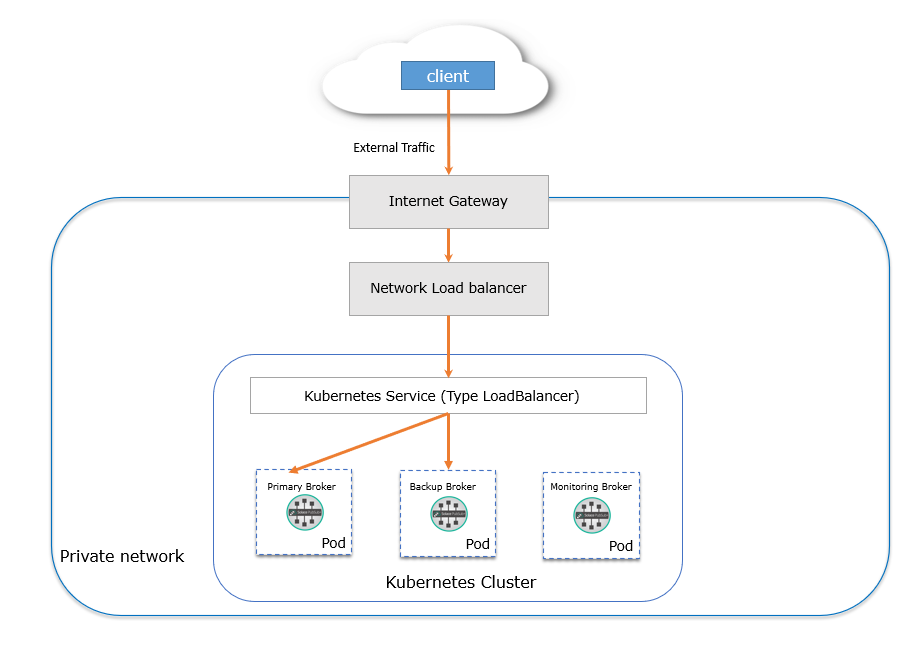 client
External Traffic
Internet Gateway
Network Load balancer
Kubernetes Service (Type LoadBalancer)
Primary Broker
Pod
Backup Broker
Pod
Monitoring Broker
Pod
Private network
Kubernetes Cluster